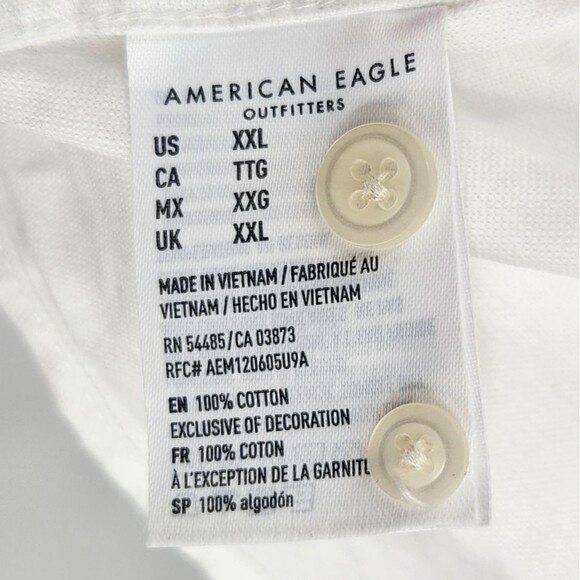 AMERICAN EAGLE
OUTFITTERS
US XXL
CA TTG
MX XXG
UK XXL
MADE IN VIETNAM / FABRIQUÉ AU
VIETNAM / HECHO EN VIETNAM
RN 54485/CA 03873
RFC# AEM120605U9A
EN 100% COTTON
EXCLUSIVE OF DECORATION
FR 100% COTON
À L'EXCEPTION DE LA
SP 100% algodón